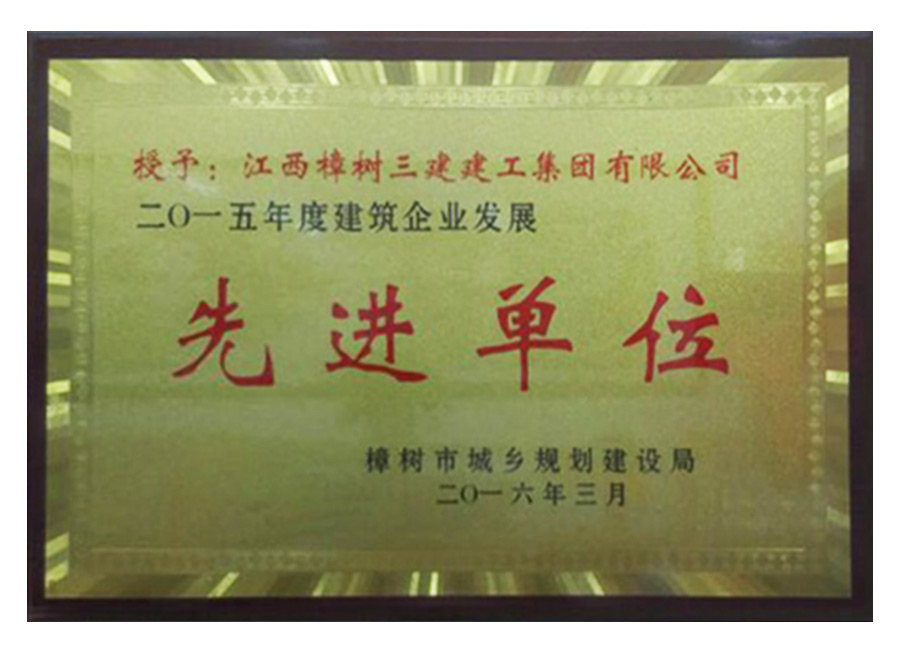 授予：江西樟树三建建工集团有限公司
二〇一五年度建筑企业发展
先进单位
樟树市城乡规划建设局
二〇一六年三月